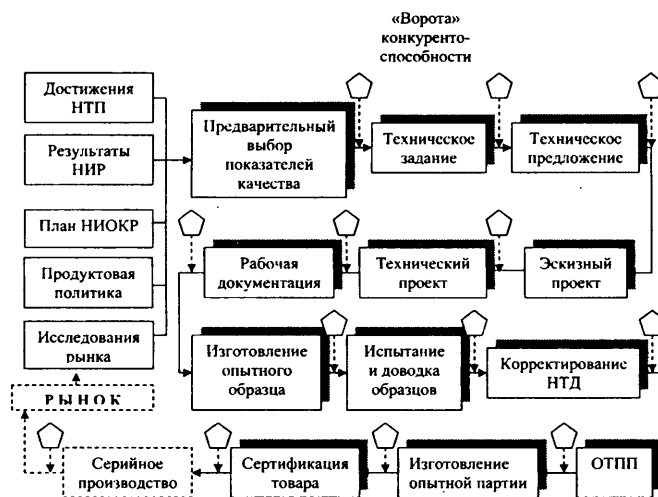 «Ворота»
конкуренто-
способности
Достижения
НТП
Результаты
НИР
План НИОКР
Продуктовая
политика
Исследования
рынка
РЫНОК
Предварительный
выбор
показателей
качества
Техническое
задание
Техническое
предложение
Рабочая
документация
Технический
проект
Эскизный
проект
Изготовление
опытного
образца
Испытание
и доводка
образцов
Корректирование
НТД
Серийное
производство
Сертификация
товара
Изготовление
опытной партии
ОТПП